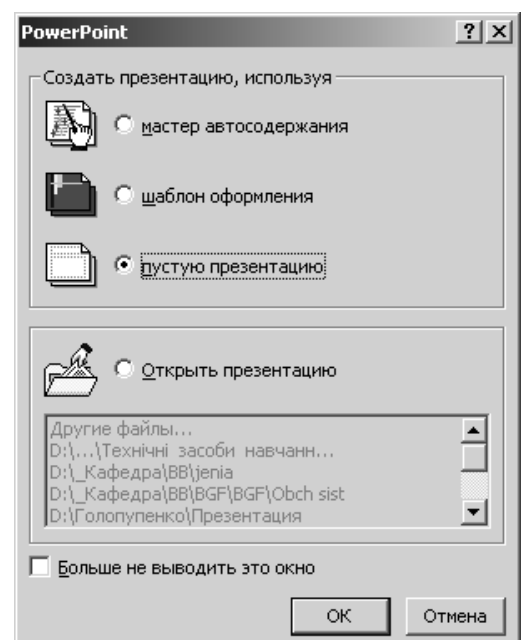 PowerPoint
Создать презентацию, используя
мастер автосодержания
шаблон оформления
пустую презентацию
Открыть презентацию
Другие файлы...
D:\...\Технічні засоби навчанн...
D:\_Кафедра\BB\jenia
D:\_Кафедра\BB\BGF\BGF\Obch sist
D:\Голопупенко\Презентация
Больше не выводить это окно
ОК Отмена